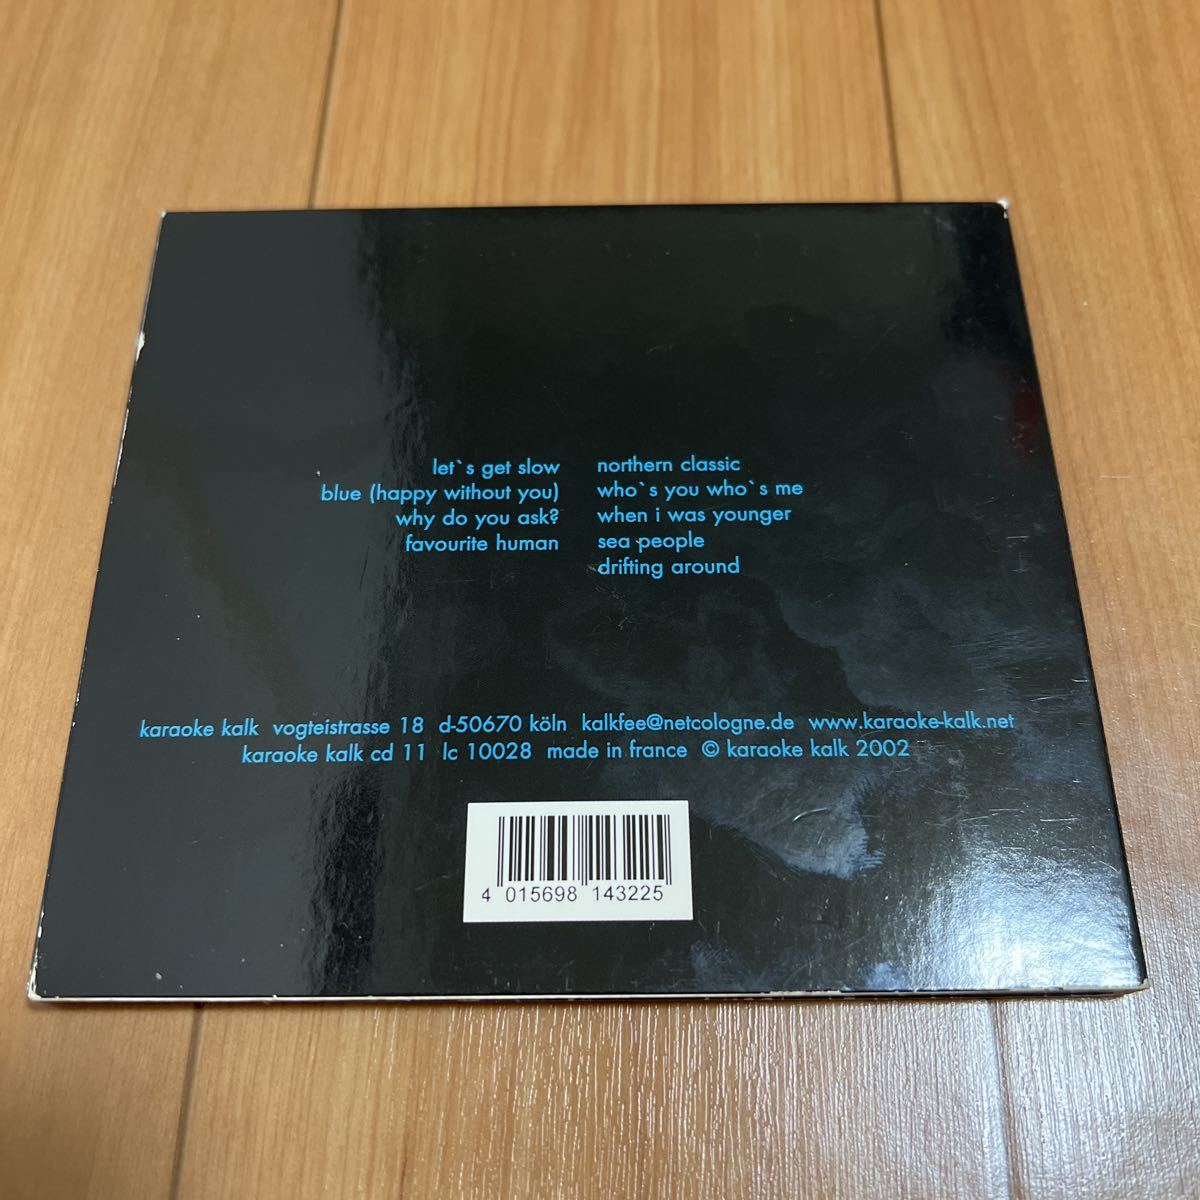 let`s get slow
blue (happy without you)
why do you ask?
favourite human
northern classic
who`s you who`s me
when i was younger
sea people
drifting around
karaoke kalk vogteistrasse 18 d-50670 köln kalkfee@netcologne.de www.karaoke-kalk.net
karaoke kalk cd 11 lc 10028 made in france © karaoke kalk 2002
4 015698 143225